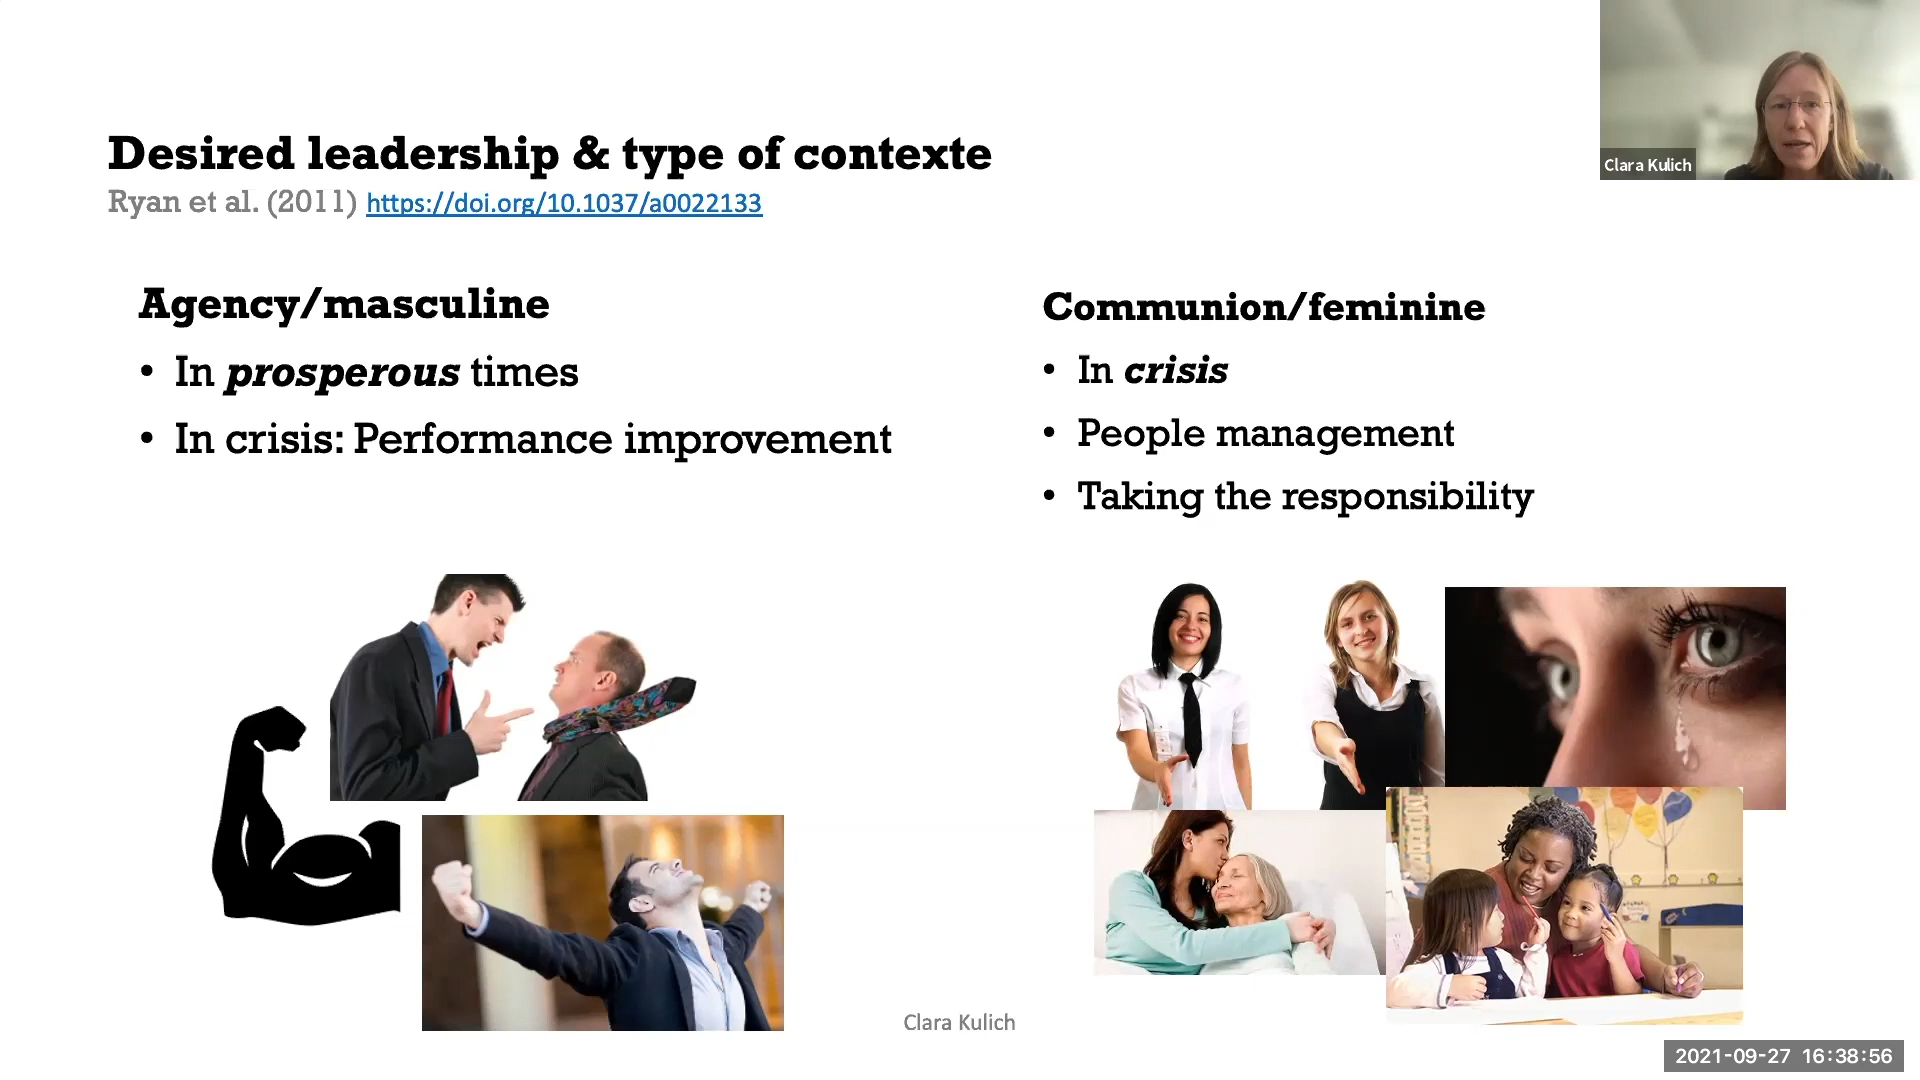 Desired leadership & type of contexte
Ryan et al. (2011) https://doi.org/10.1037/a0022133
Clara Kulich
Agency/masculine
• In prosperous times
• In crisis: Performance improvement
Communion/feminine
• In crisis
• People management
• Taking the responsibility
Clara Kulich
2021-09-27 16:38:56